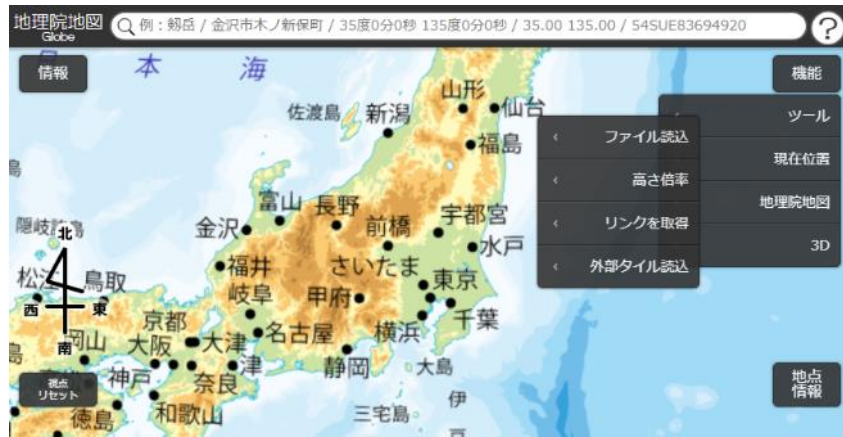 地理院地図
Globe
例：剱岳 / 金沢市木ノ新保町 / 35度0分0秒 135度0分0秒 / 35.00 135.00 / 54SUE83694920
?
情報
本
海
機能
ツール
現在位置
地理院地図
3D
ファイル読込
高さ倍率
リンクを取得
外部タイル読込
佐渡島
新潟
山形
仙台
福島
富山
長野
前橋
宇都宮
水戸
金沢
福井
さいたま
東京
岐阜
甲府
千葉
横浜
名古屋
静岡
大島
三宅島
伊
豆
北
西
東
南
松江
鳥取
岡山
京都
大阪
大津
津
神戸
奈良
和歌山
徳島
視点
リセット
地点
情報